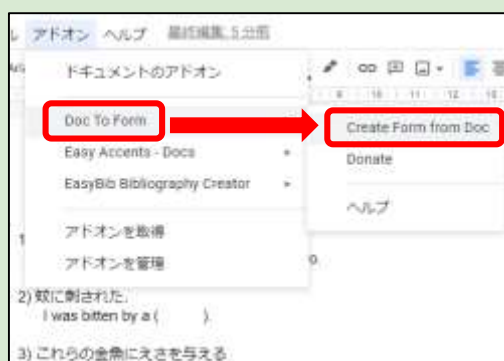 アドオン ヘルプ 最終編集: 5 分前
ドキュメントのアドオン
Doc To Form
Create Form from Doc
Easy Accents - Docs
Donate
EasyBib Bibliography Creator
ヘルプ
アドオンを取得
アドオンを管理
2) 蚊に刺された.
I was bitten by a ( ).
3) これらの金魚にえさを与える